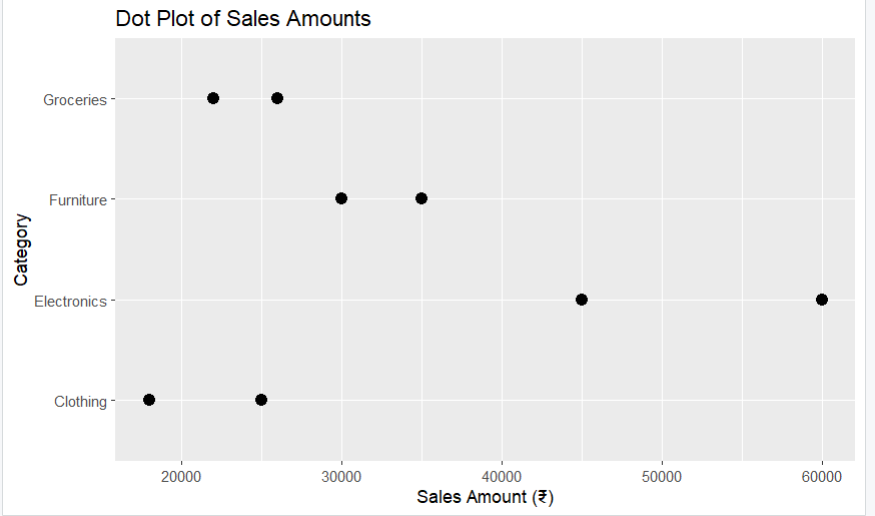 Dot Plot of Sales Amounts
Groceries
Furniture
Electronics
Clothing
Category
20000 30000 40000 50000 60000
Sales Amount (₹)